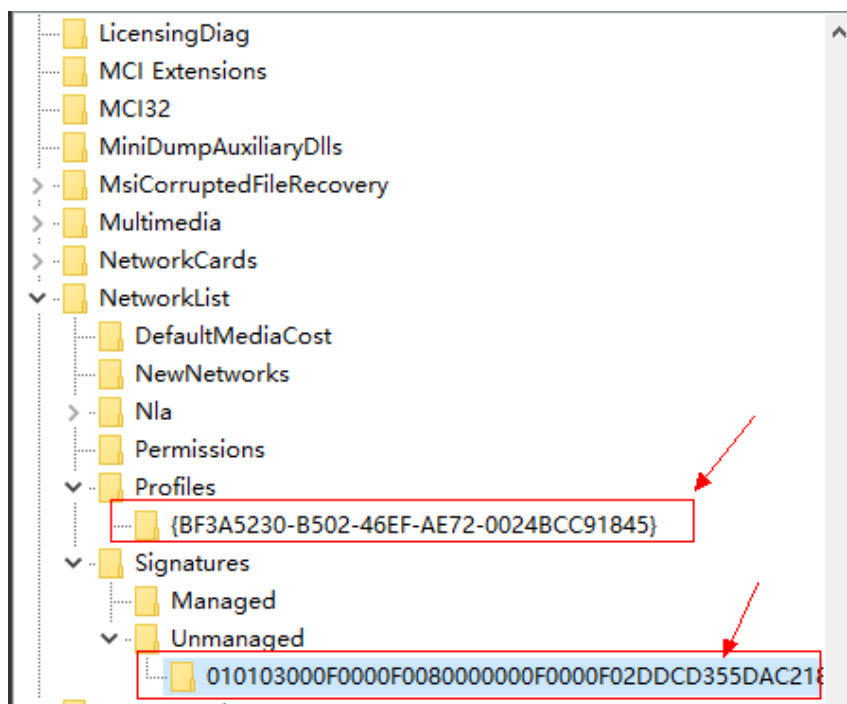 LicensingDiag
MCI Extensions
MCI32
MiniDumpAuxiliaryDlls
MsiCorruptedFileRecovery
Multimedia
NetworkCards
NetworkList
DefaultMediaCost
NewNetworks
Nla
Permissions
Profiles
{BF3A5230-B502-46EF-AE72-0024BCC91845}
Signatures
Managed
Unmanaged
010103000F0000F0080000000F0000F02DDCD355DAC218